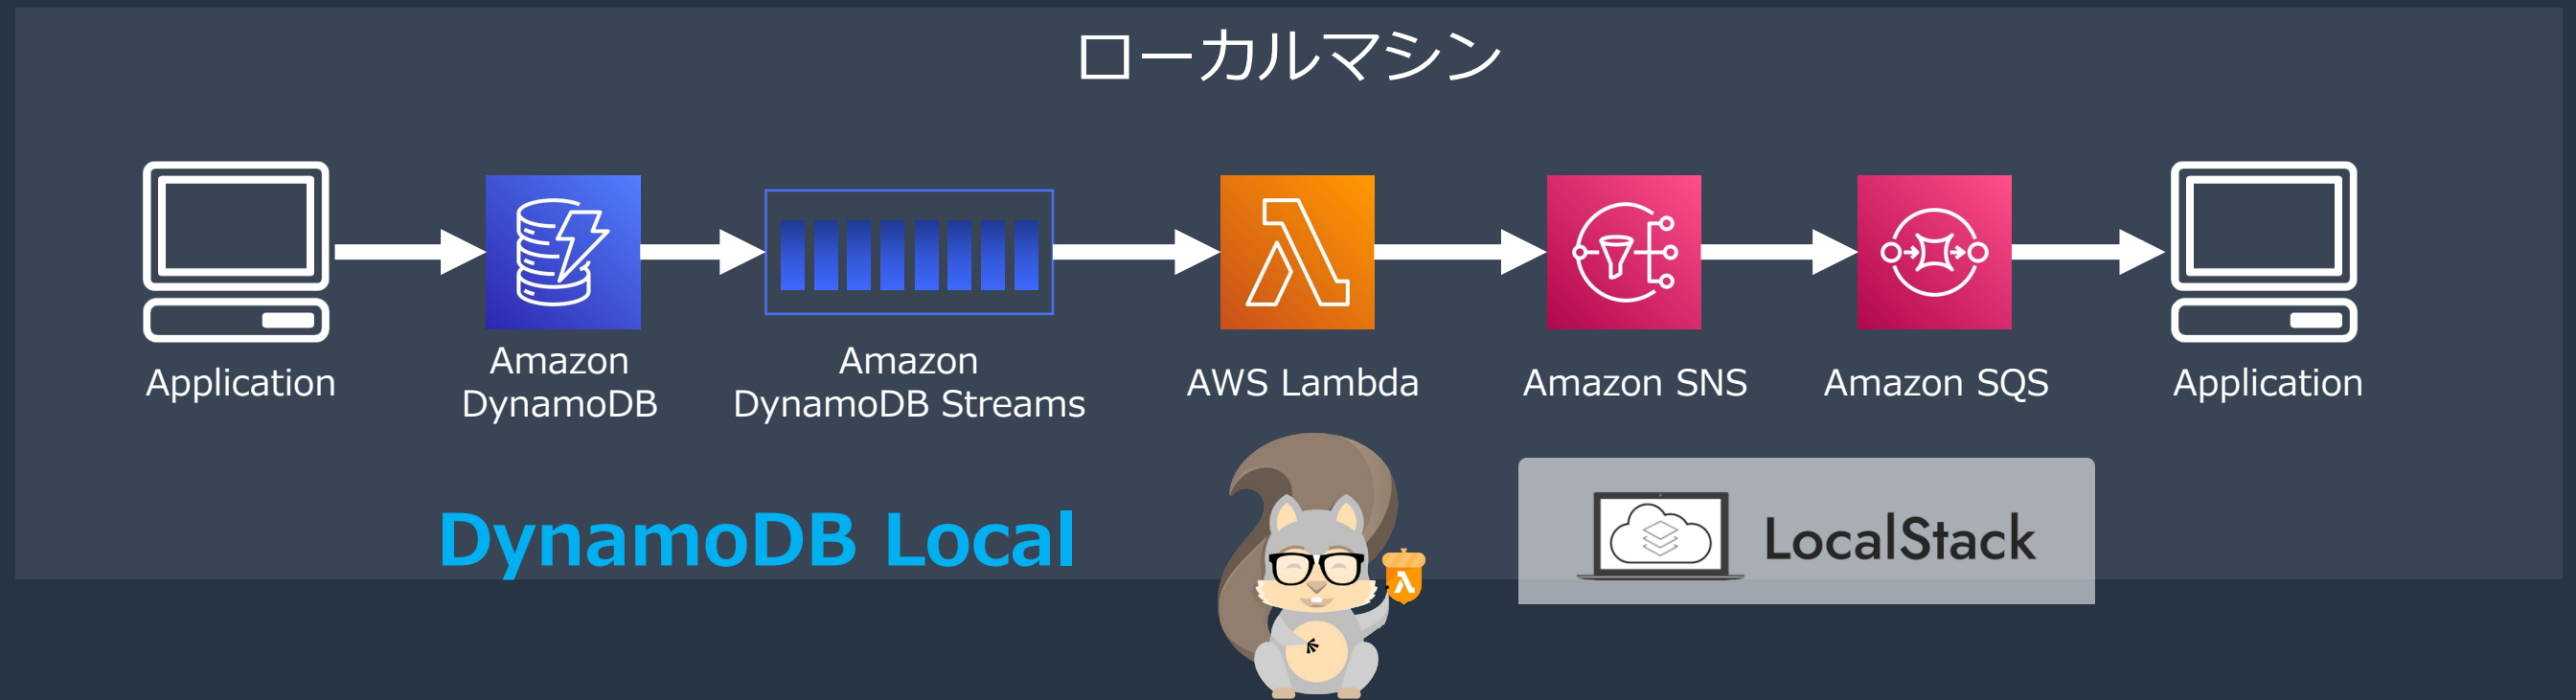 ローカルマシン
Application
Amazon
DynamoDB
Amazon
DynamoDB Streams
AWS Lambda
Amazon SNS
Amazon SQS
Application
DynamoDB Local
LocalStack